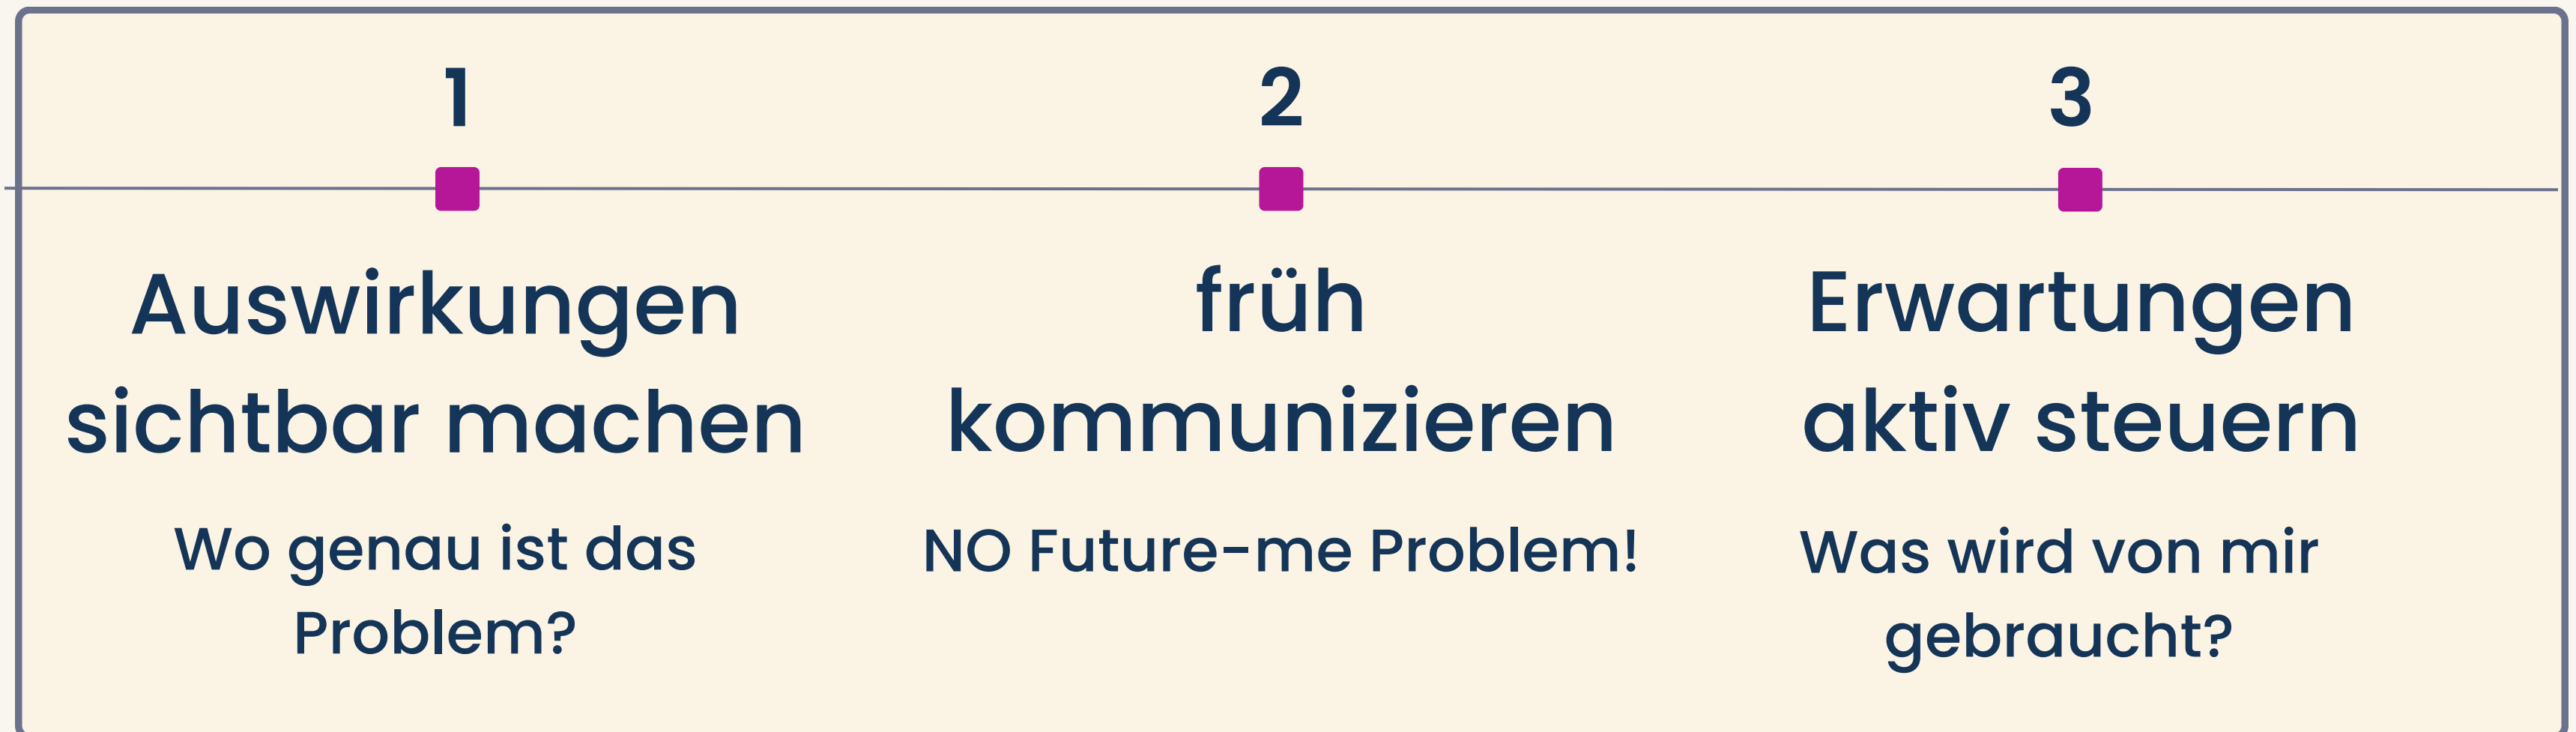 1
Auswirkungen
sichtbar machen
Wo genau ist das
Problem?
2
früh
kommunizieren
NO Future-me Problem!
3
Erwartungen
aktiv steuern
Was wird von mir
gebraucht?